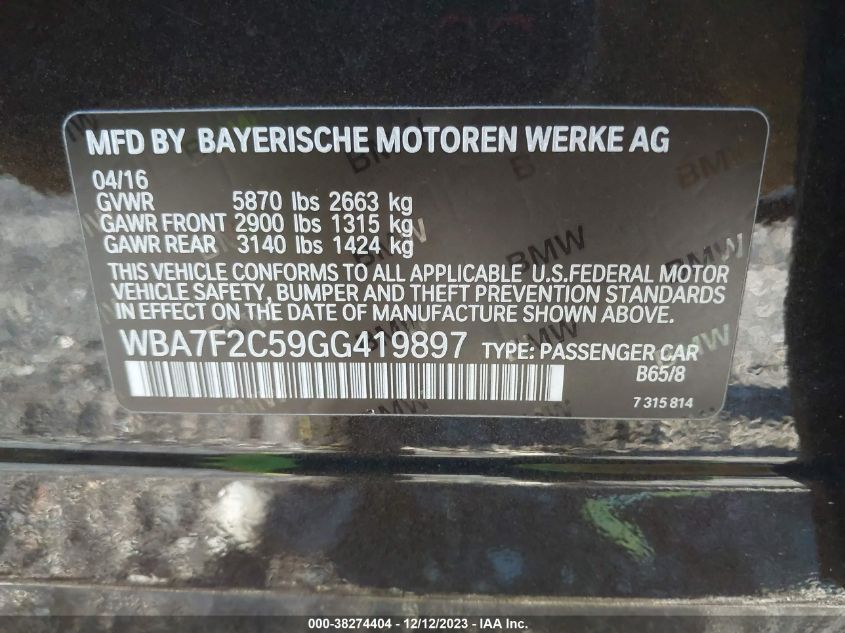 MFD BY BAYERISCHE MOTOREN WERKE AG
04/16
GVWR 5870 lbs 2663 kg
GAWR FRONT 2900 lbs 1315 kg
GAWR REAR 3140 lbs 1424 kg
THIS VEHICLE CONFORMS TO ALL APPLICABLE U.S.FEDERAL MOTOR
VEHICLE SAFETY, BUMPER AND THEFT PREVENTION STANDARDS
IN EFFECT ON THE DATE OF MANUFACTURE SHOWN ABOVE.
WBA7F2C59GG419897 TYPE: PASSENGER CAR
B65/8
7 315 814
000-38274404 - 12/12/2023 - IAAI.COM